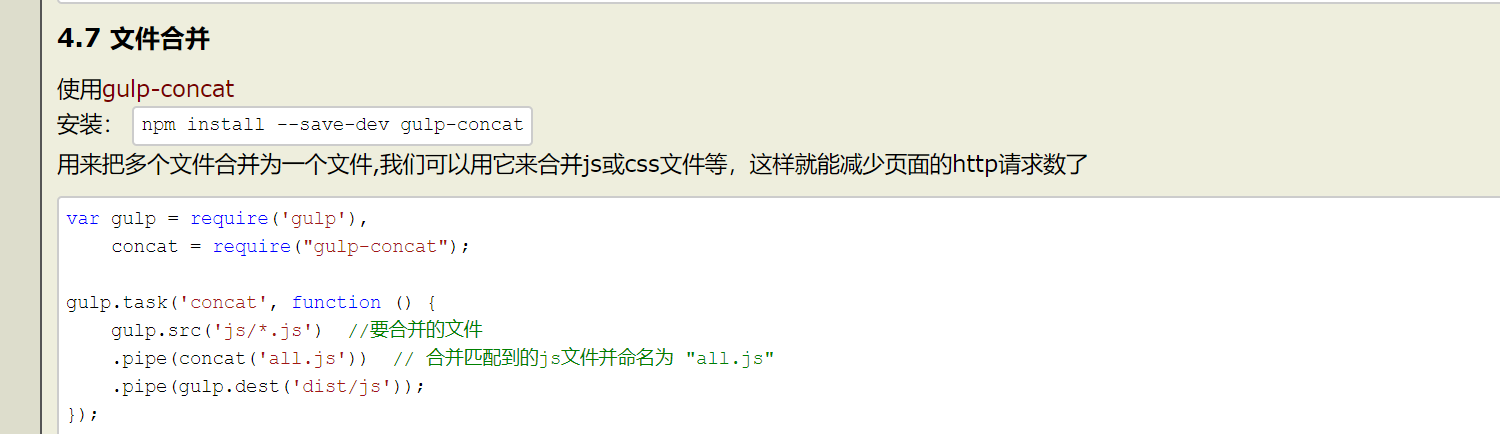 4.7 文件合并
使用gulp-concat
安装： npm install --save-dev gulp-concat
用来把多个文件合并为一个文件,我们可以用它来合并js或css文件等，这样就能减少页面的http请求数了
var gulp = require('gulp'),
    concat = require("gulp-concat");

gulp.task('concat', function () {
    gulp.src('js/*.js')  //要合并的文件
    .pipe(concat('all.js'))  // 合并匹配到的js文件并命名为 "all.js"
    .pipe(gulp.dest('dist/js'));
});